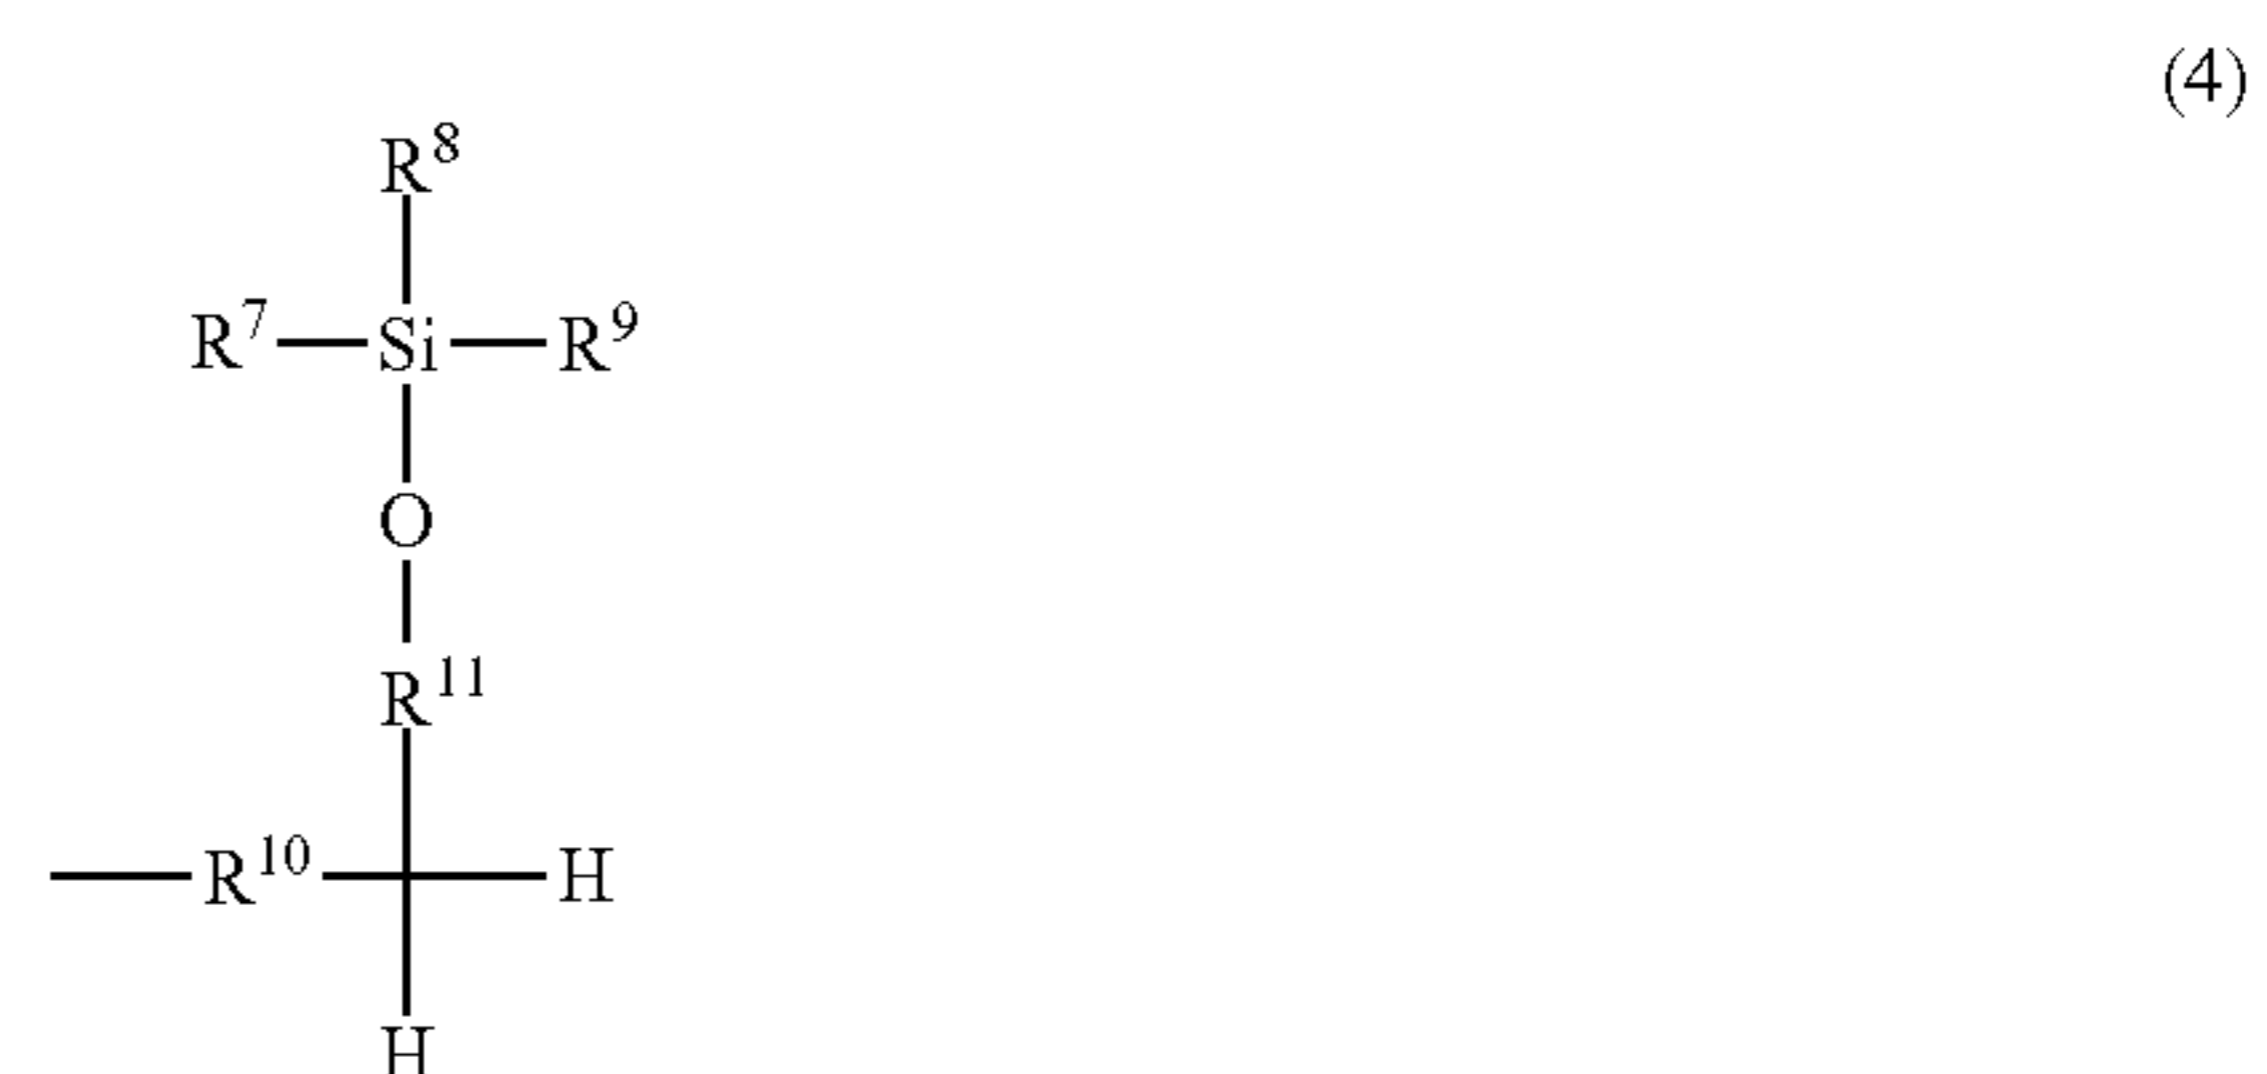 (4)
R⁸
R⁷—Si—R⁹
O
R¹¹
—R¹⁰—H
H